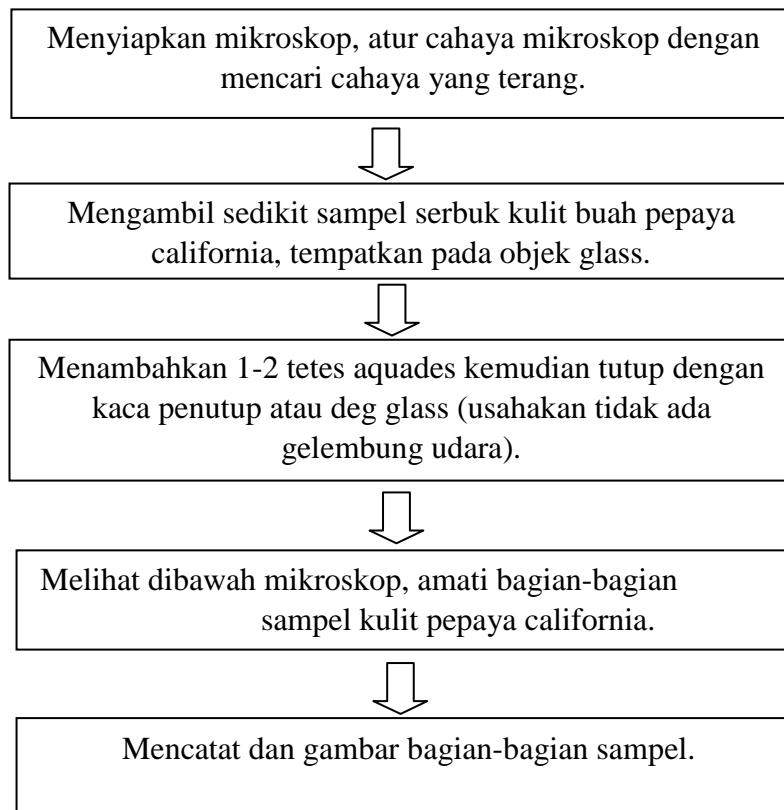 Menyiapkan mikroskop, atur cahaya mikroskop dengan
mencari cahaya yang terang.
Mengambil sedikit sampel serbuk kulit buah pepaya
california, tempatkan pada objek glass.
Menambahkan 1-2 tetes aquades kemudian tutup dengan
kaca penutup atau deg glass (usahakan tidak ada
gelembung udara).
Melihat dibawah mikroskop, amati bagian-bagian
sampel kulit pepaya california.
Mencatat dan gambar bagian-bagian sampel.